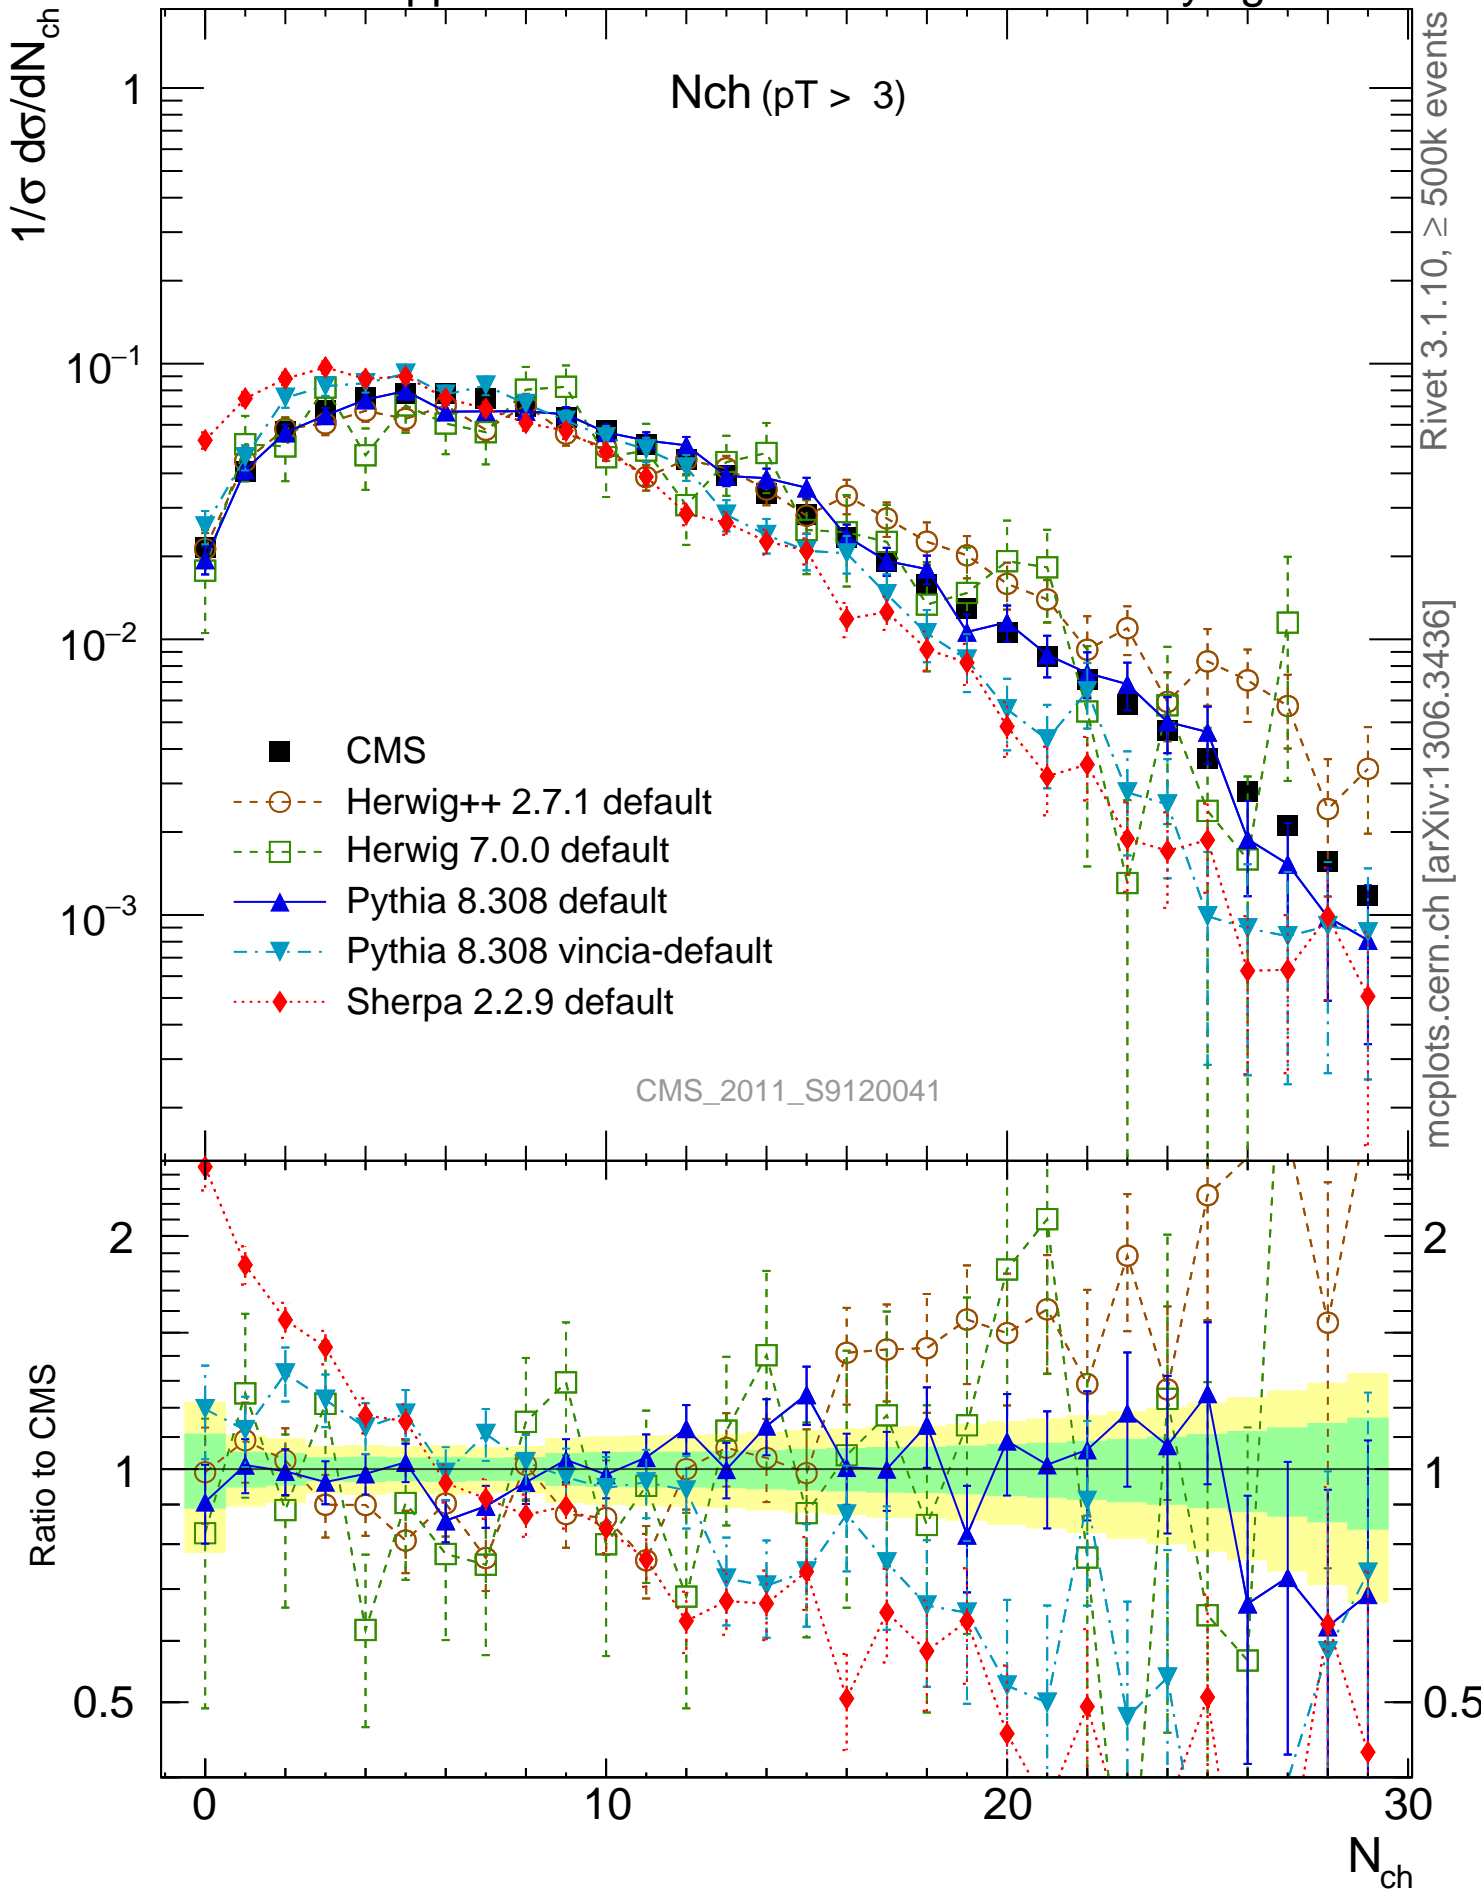 1/σ dσ/dN_ch
Nch (pT > 3)
1
10⁻¹
10⁻²
10⁻³
CMS
Herwig++ 2.7.1 default
Herwig 7.0.0 default
Pythia 8.308 default
Pythia 8.308 vincia-default
Sherpa 2.2.9 default
CMS_2011_S9120041
Rivet 3.1.10, ≥ 500k events
mcplots.cern.ch [arXiv:1306.3436]
Ratio to CMS
2
1
0.5
2
1
0.5
0 10 20 30
N_ch